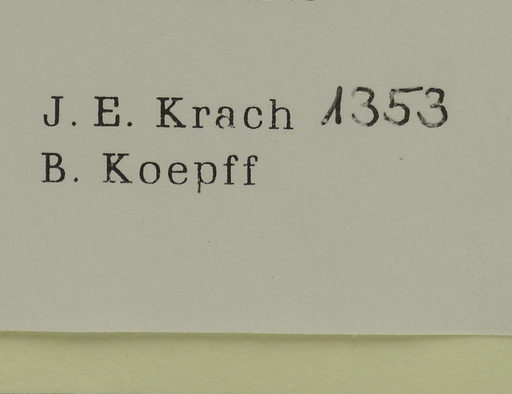 J. E. Krach 1353
B. Koepff